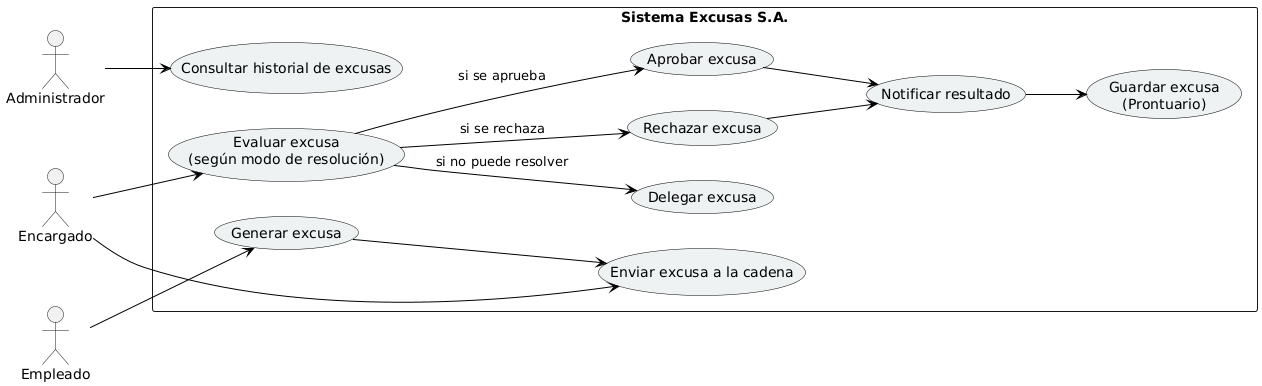 Sistema Excusas S.A.
Administrador
Consultar historial de excusas
si se aprueba
Aprobar excusa
Notificar resultado
Guardar excusa
(Prontuario)
Encargado
Evaluar excusa
(según modo de resolución)
si se rechaza
Rechazar excusa
si no puede resolver
Delegar excusa
Generar excusa
Enviar excusa a la cadena
Empleado